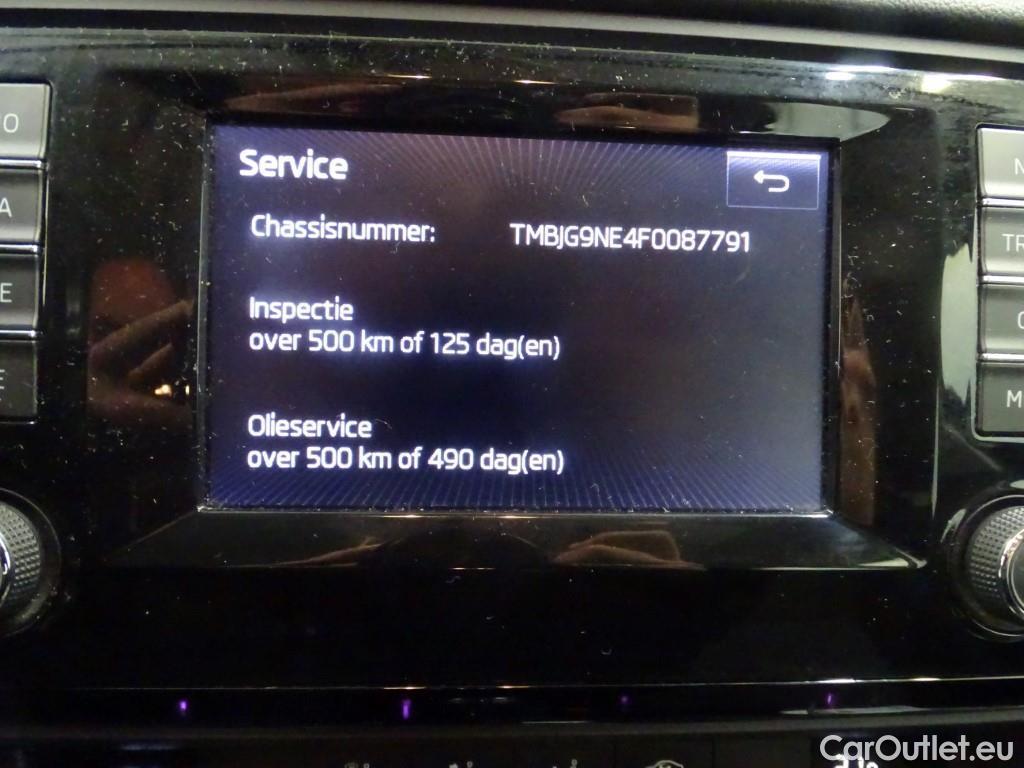 Service
Chassisnummer: TMBJG9NE4F0087791
Inspectie
over 500 km of 125 dag(en)
Olieservice
over 500 km of 490 dag(en)
CarOutlet.eu